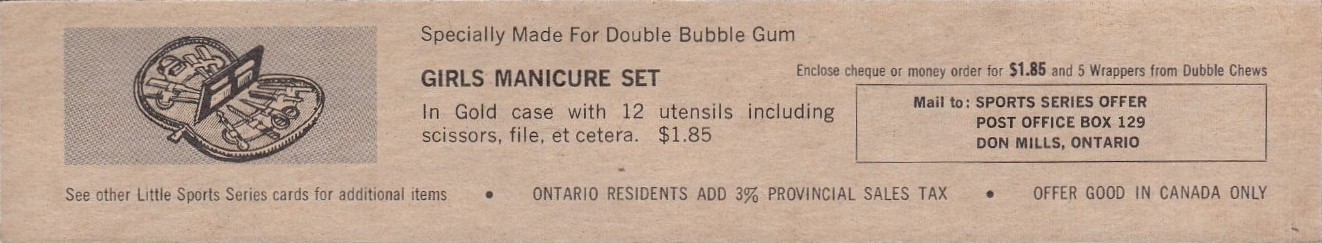 Specially Made For Double Bubble Gum
GIRLS MANICURE SET
In Gold case with 12 utensils including
scissors, file, et cetera. $1.85
Enclose cheque or money order for $1.85 and 5 Wrappers from Dubble Chews
Mail to: SPORTS SERIES OFFER
POST OFFICE BOX 129
DON MILLS, ONTARIO
See other Little Sports Series cards for additional items • ONTARIO RESIDENTS ADD 3% PROVINCIAL SALES TAX • OFFER GOOD IN CANADA ONLY